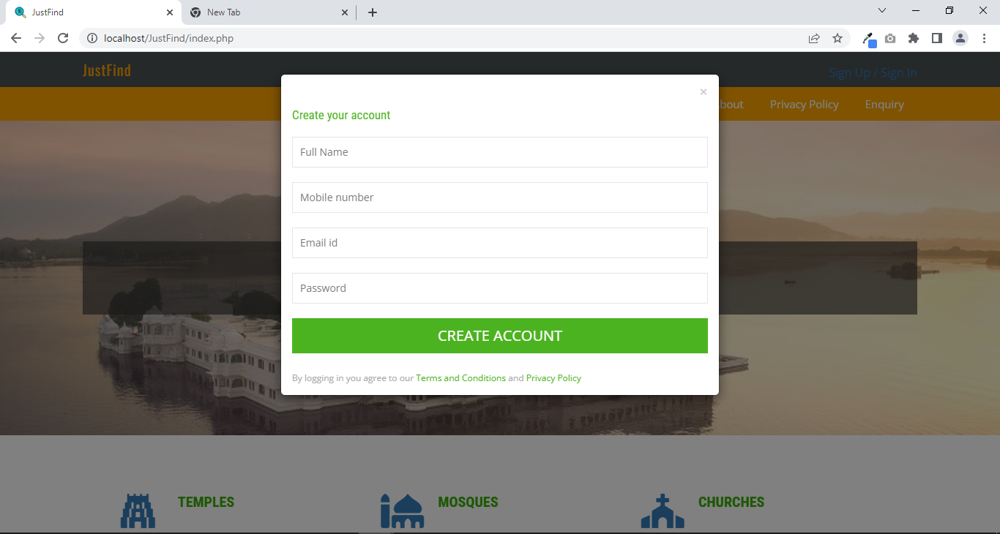 JustFind
New Tab
localhost/JustFind/index.php
JustFind
Sign Up / Sign In
Privacy Policy
Enquiry
Create your account
Full Name
Mobile number
Email id
Password
CREATE ACCOUNT
By logging in you agree to our Terms and Conditions and Privacy Policy
TEMPLES
MOSQUES
CHURCHES